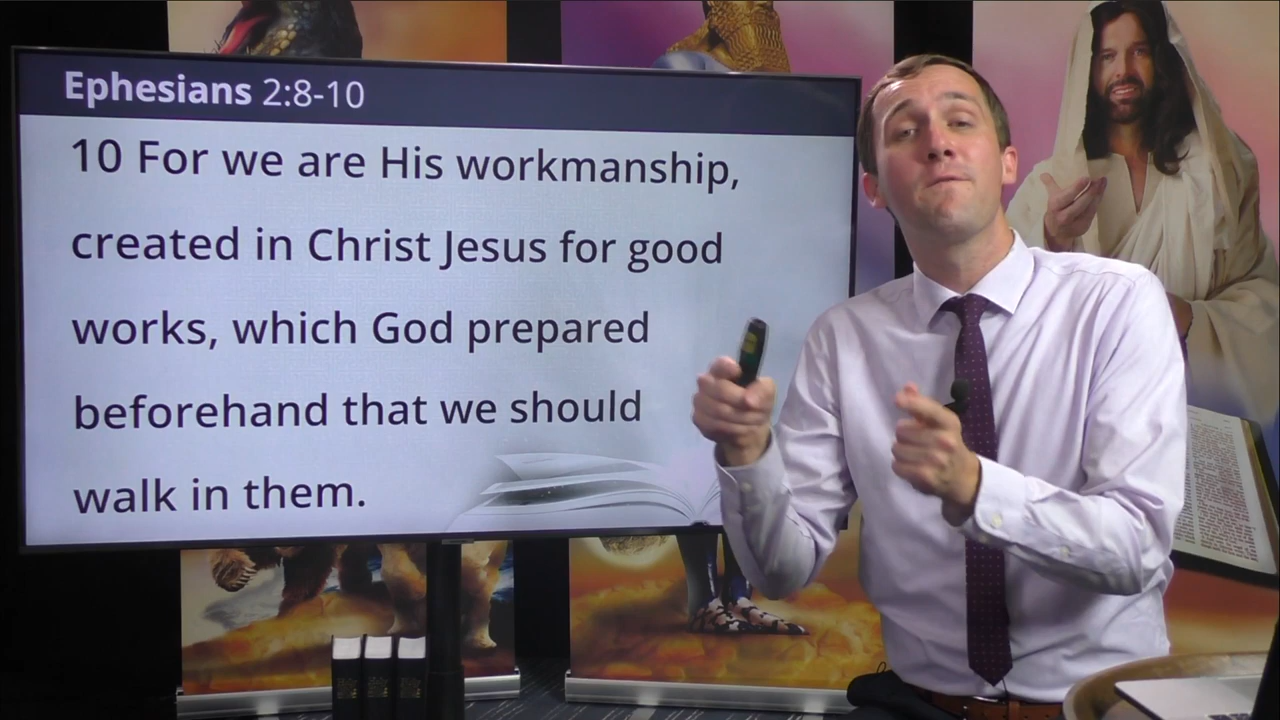 Ephesians 2:8-10
10 For we are His workmanship,
created in Christ Jesus for good
works, which God prepared
beforehand that we should
walk in them.